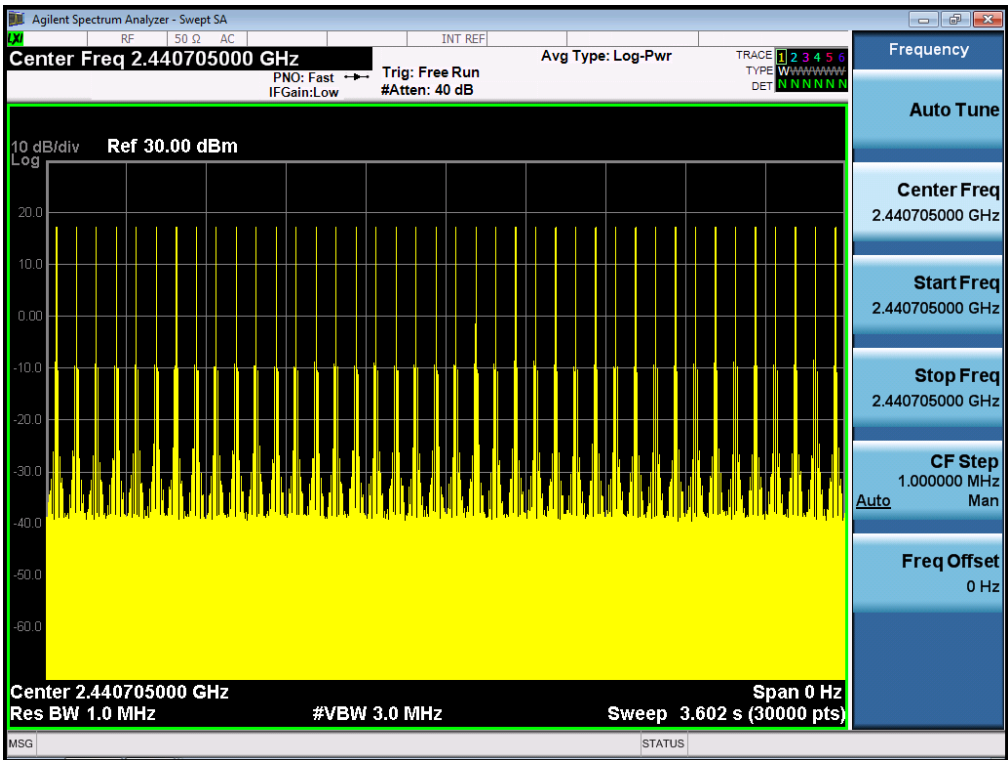 Agilent Spectrum Analyzer - Swept SA
LXI RF 50 Ω AC INT REF
Center Freq 2.440705000 GHz
PNO: Fast
IFGain:Low
Trig: Free Run
#Atten: 40 dB
Avg Type: Log-Pwr
TRACE 1 2 3 4 5 6
TYPE W W W W W W
DET N N N N N N
10 dB/div Ref 30.00 dBm
Log
20.0
10.0
0.00
-10.0
-20.0
-30.0
-40.0
-50.0
-60.0
Center 2.440705000 GHz Span 0 Hz
Res BW 1.0 MHz #VBW 3.0 MHz Sweep 3.602 s (30000 pts)
MSG STATUS
Frequency
Auto Tune
Center Freq
2.440705000 GHz
Start Freq
2.440705000 GHz
Stop Freq
2.440705000 GHz
CF Step
1.000000 MHz
Auto Man
Freq Offset
0 Hz